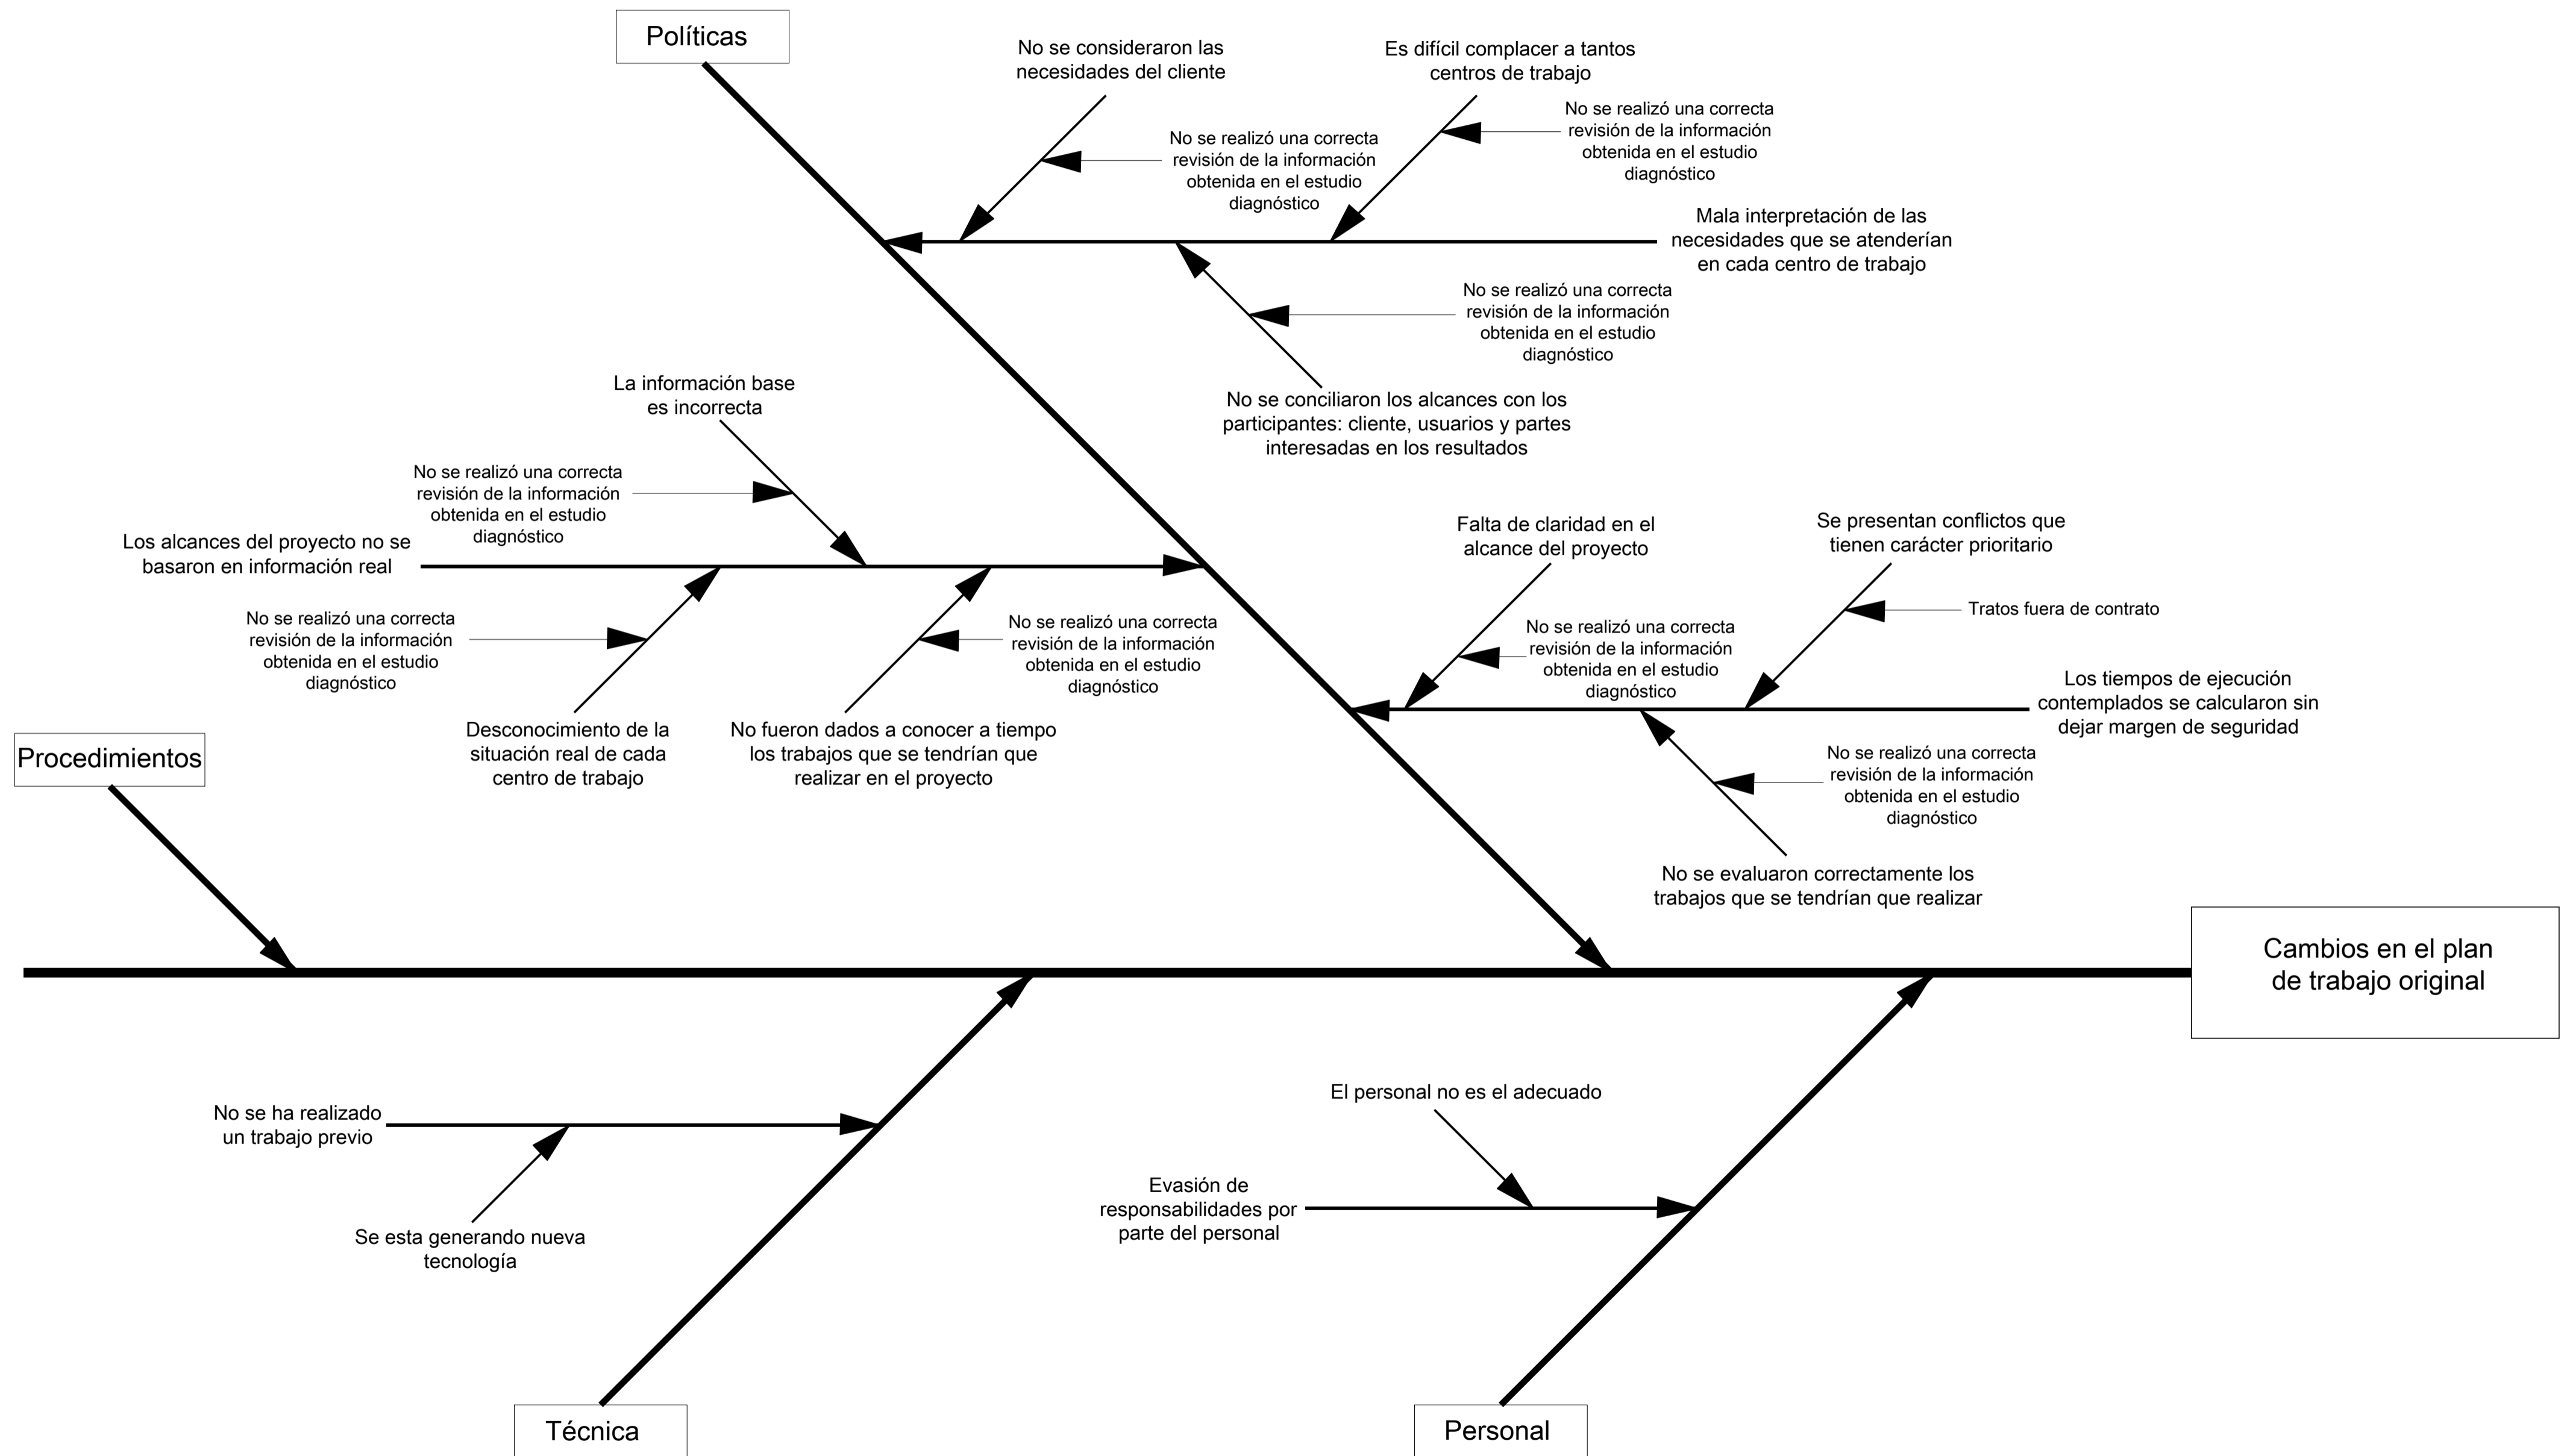 Políticas
No se consideraron las
necesidades del cliente
Es difícil complacer a tantos
centros de trabajo
No se realizó una correcta
revisión de la información
obtenida en el estudio
diagnóstico
No se realizó una correcta
revisión de la información
obtenida en el estudio
diagnóstico
Mala interpretación de las
necesidades que se atenderían
en cada centro de trabajo
No se realizó una correcta
revisión de la información
obtenida en el estudio
diagnóstico
No se conciliaron los alcances con los
participantes: cliente, usuarios y partes
interesadas en los resultados
La información base
es incorrecta
No se realizó una correcta
revisión de la información
obtenida en el estudio
diagnóstico
Los alcances del proyecto no se
basaron en información real
No se realizó una correcta
revisión de la información
obtenida en el estudio
diagnóstico
No se realizó una correcta
revisión de la información
obtenida en el estudio
diagnóstico
Desconocimiento de la
situación real de cada
centro de trabajo
No fueron dados a conocer a tiempo
los trabajos que se tendrían que
realizar en el proyecto
Falta de claridad en el
alcance del proyecto
Se presentan conflictos que
tienen carácter prioritario
No se realizó una correcta
revisión de la información
obtenida en el estudio
diagnóstico
Tratos fuera de contrato
Los tiempos de ejecución
contemplados se calcularon sin
dejar margen de seguridad
No se realizó una correcta
revisión de la información
obtenida en el estudio
diagnóstico
No se evaluaron correctamente los
trabajos que se tendrían que realizar
Procedimientos
Cambios en el plan
de trabajo original
No se ha realizado
un trabajo previo
Se esta generando nueva
tecnología
El personal no es el adecuado
Evasión de
responsabilidades por
parte del personal
Técnica
Personal